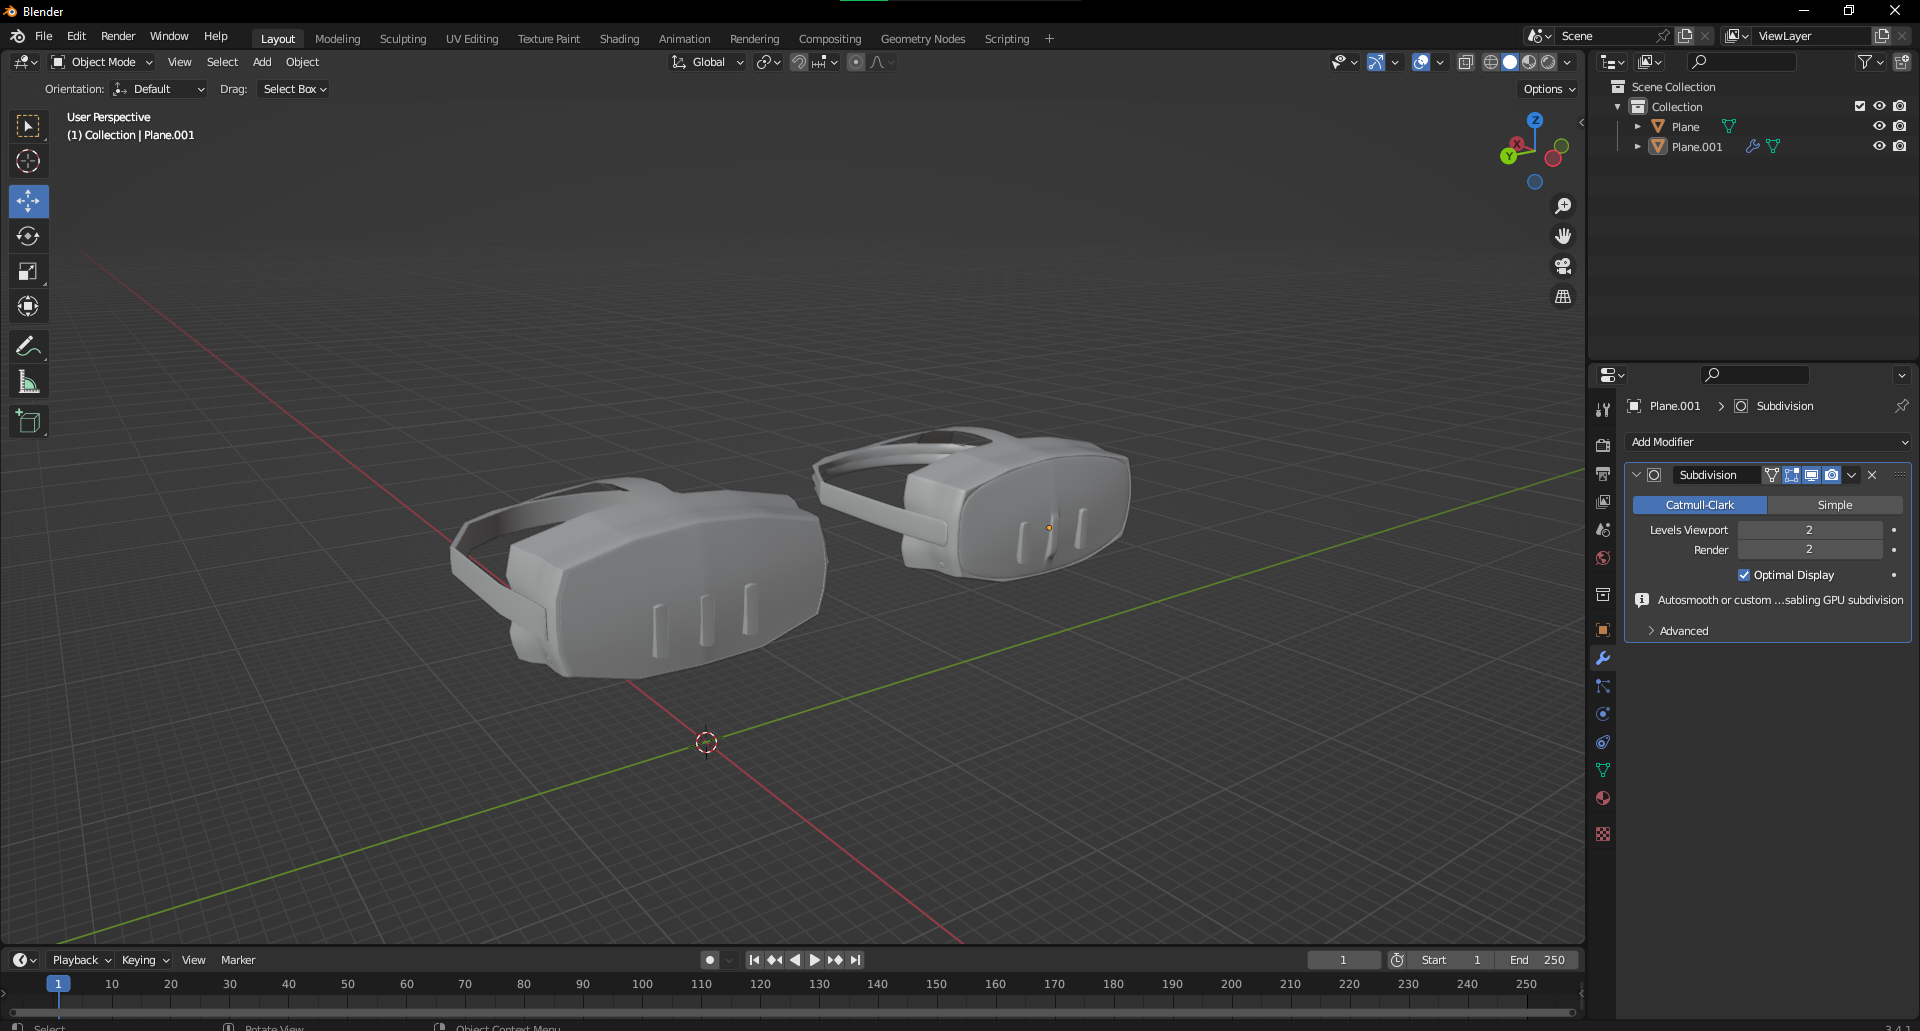 Blender
File Edit Render Window Help Layout Modeling Sculpting UV Editing Texture Paint Shading Animation Rendering Compositing Geometry Nodes Scripting + Scene ViewLayer
Object Mode View Select Add Object Global
Orientation: Default Drag: Select Box Options
User Perspective
(1) Collection | Plane.001
Z
X
Y
Scene Collection
Collection
Plane
Plane.001
Plane.001 > Subdivision
Add Modifier
Subdivision
Catmull-Clark Simple
Levels Viewport 2
Render 2
Optimal Display
Autosmooth or custom ...sabling GPU subdivision
Advanced
Playback Keying View Marker 1 Start 1 End 250
1 10 20 30 40 50 60 70 80 90 100 110 120 130 140 150 160 170 180 190 200 210 220 230 240 250
Select Rotate View Object Context Menu 3.4.1